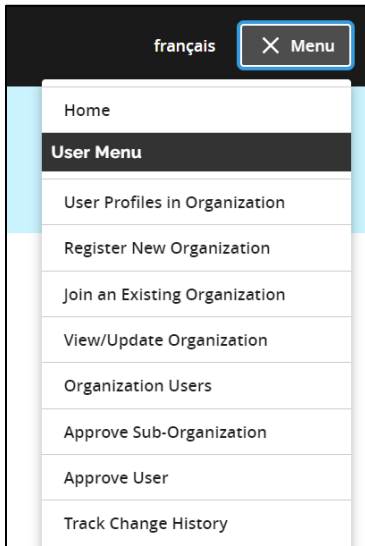 français
Menu
Home
User Menu
User Profiles in Organization
Register New Organization
Join an Existing Organization
View/Update Organization
Organization Users
Approve Sub-Organization
Approve User
Track Change History